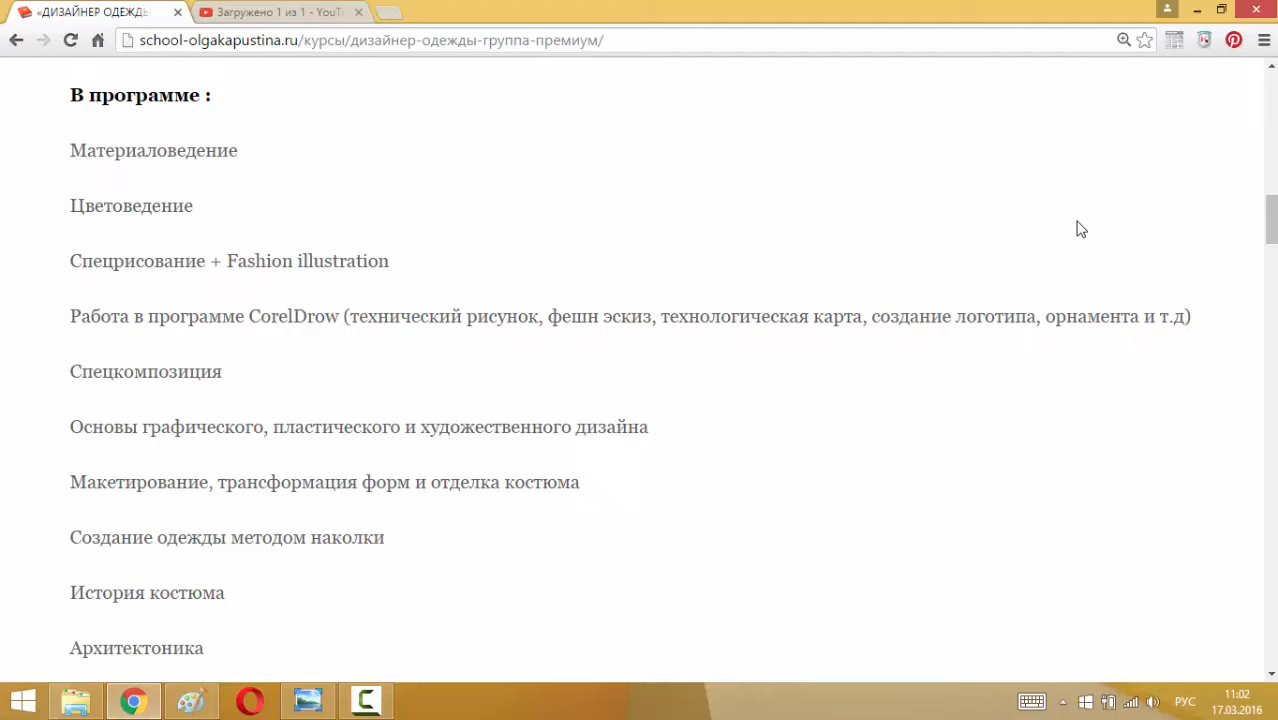 «ДИЗАЙНЕР ОДЕЖДЫ
Загружено 1 из 1 - YouT
school-olgakapustina.ru/курсы/дизайнер-одежды-группа-премиум/
В программе :
Материаловедение
Цветоведение
Спецрисование + Fashion illustration
Работа в программе CorelDrow (технический рисунок, фешн эскиз, технологическая карта, создание логотипа, орнамента и т.д)
Спецкомпозиция
Основы графического, пластического и художественного дизайна
Макетирование, трансформация форм и отделка костюма
Создание одежды методом наколки
История костюма
Архитектоника
РУС
11:02
17.03.2016